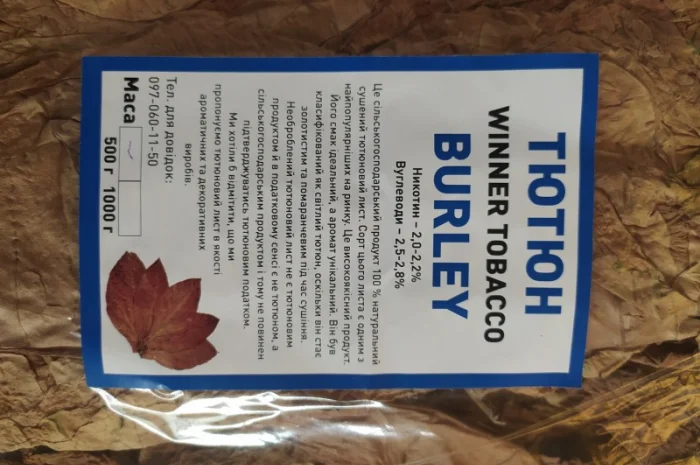 ТЮТЮН
WINNER TOBACCO
BURLEY
Никотин – 2,0-2,2%
Вуглеводи – 2,5-2,8%
Це сільськогосподарський продукт 100 % натуральний
сушений тютюновий лист. Сорт цього листа є одним з
найпопулярніших на ринку. Це високоякісний продукт.
Його смак ідеальний, а аромат унікальний. Він був
класифікований як світлий тютюн, оскільки він стає
золотистим та помаранчевим під час сушіння.
Необроблений тютюновий лист не є тютюновим
продуктом й в податковому сенсі є не тютюном, а
сільськогосподарським продуктом і тому не повинен
підтверджуватись тютюновим податком.
Ми хотіли б відмітити, що ми
пропонуємо тютюновий лист в якості
ароматичних та декоративних
виробів.
Тел. для довідок:
097-060-11-50
Маса
500 г 1000 г